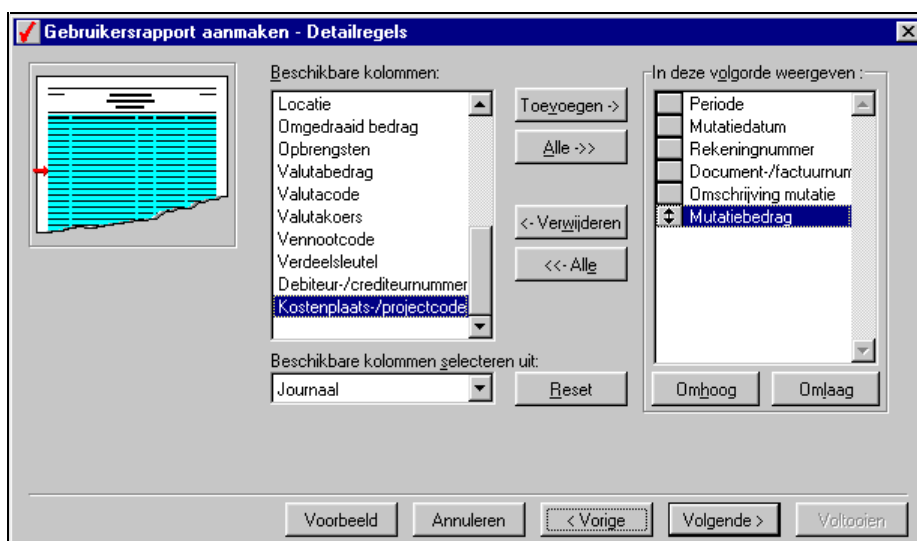 Gebruikersrapport aanmaken - Detailregels
Beschikbare kolommen:
Locatie
Omgedraaid bedrag
Opbrengsten
Valutabedrag
Valutacode
Valutakoers
Vennootcode
Verdeelsleutel
Debiteur-/crediteurnummer
Kostenplaats-/projectcode
Beschikbare kolommen selecteren uit:
Journaal
Toevoegen ->
Alle ->>
<- Verwijderen
<<- Alle
Reset
In deze volgorde weergeven :
Periode
Mutatiedatum
Rekeningnummer
Document-/factuurnum
Omschrijving mutatie
Mutatiebedrag
Omhoog
Omlaag
Voorbeeld
Annuleren
< Vorige
Volgende >
Voltooien